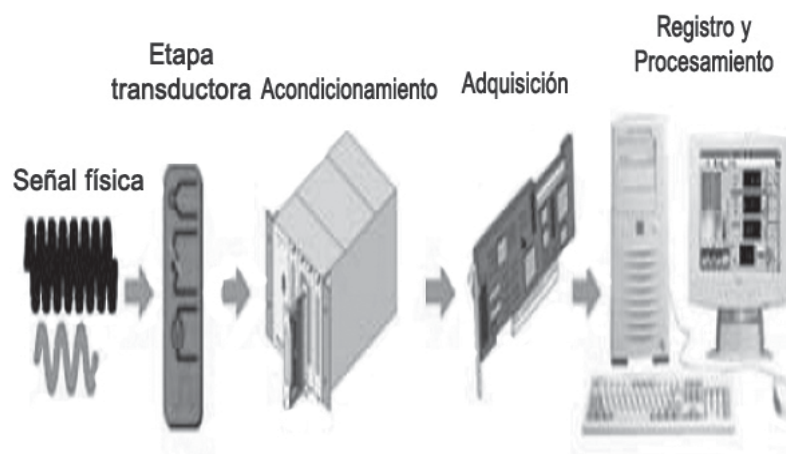 Señal física
Etapa
transductora
Acondicionamiento
Adquisición
Registro y
Procesamiento